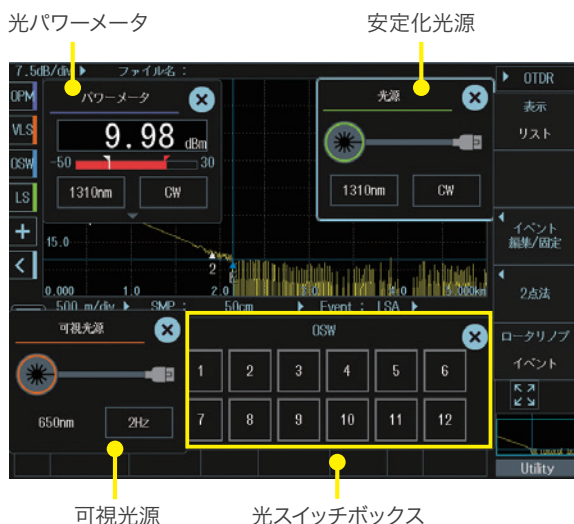 光パワーメータ
安定化光源
7.5dB/div ▶ ファイル名：
▶ OTDR
OPM
パワーメータ
光源
表示
リスト
VLS
9.98 dBm
OSW
-50
30
LS
1310nm
CW
1310nm
CW
イベント
編集/固定
15.0
2
2点法
0.000
1.0
2.0
4.0
5.000km
500 m/div ▶ SMP： 50cm ▶ Event： LSA ▶
可視光源
OSW
ロータリノブ
イベント
1 2 3 4 5 6
650nm
2Hz
7 8 9 10 11 12
Utility
可視光源
光スイッチボックス